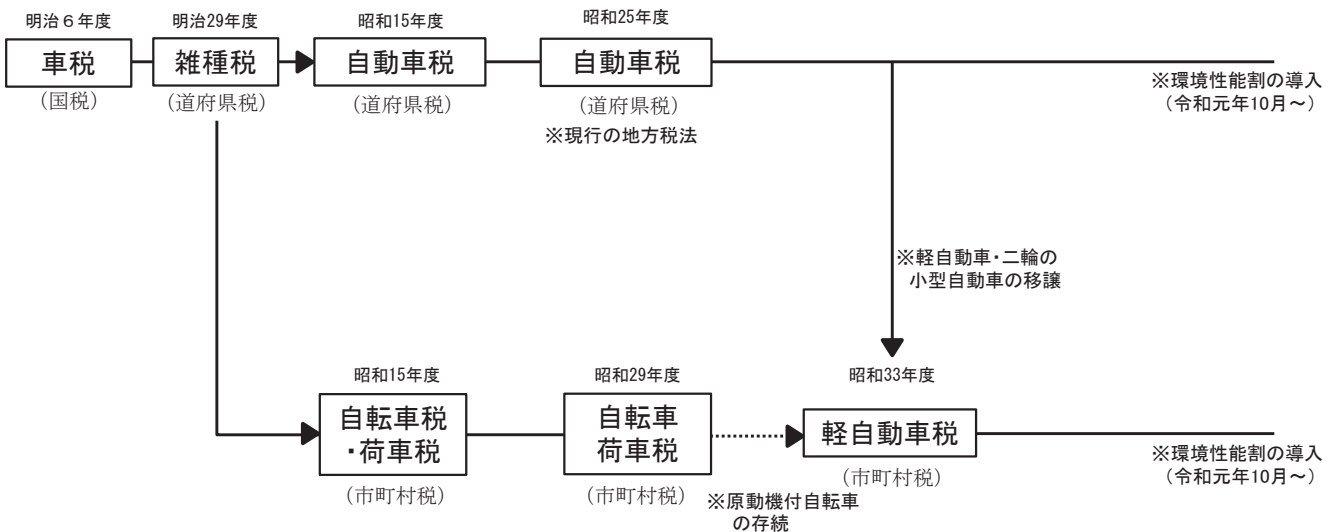 明治６年度
明治29年度
昭和15年度
昭和25年度
車税
雑種税
自動車税
自動車税
(国税)
(道府県税)
(道府県税)
(道府県税)
※現行の地方税法
※環境性能割の導入
（令和元年10月～）
※軽自動車・二輪の
小型自動車の移譲
昭和15年度
昭和29年度
昭和33年度
自転車税
・荷車税
自転車
荷車税
軽自動車税
(市町村税)
(市町村税)
(市町村税)
※原動機付自転車
の存続
※環境性能割の導入
（令和元年10月～）